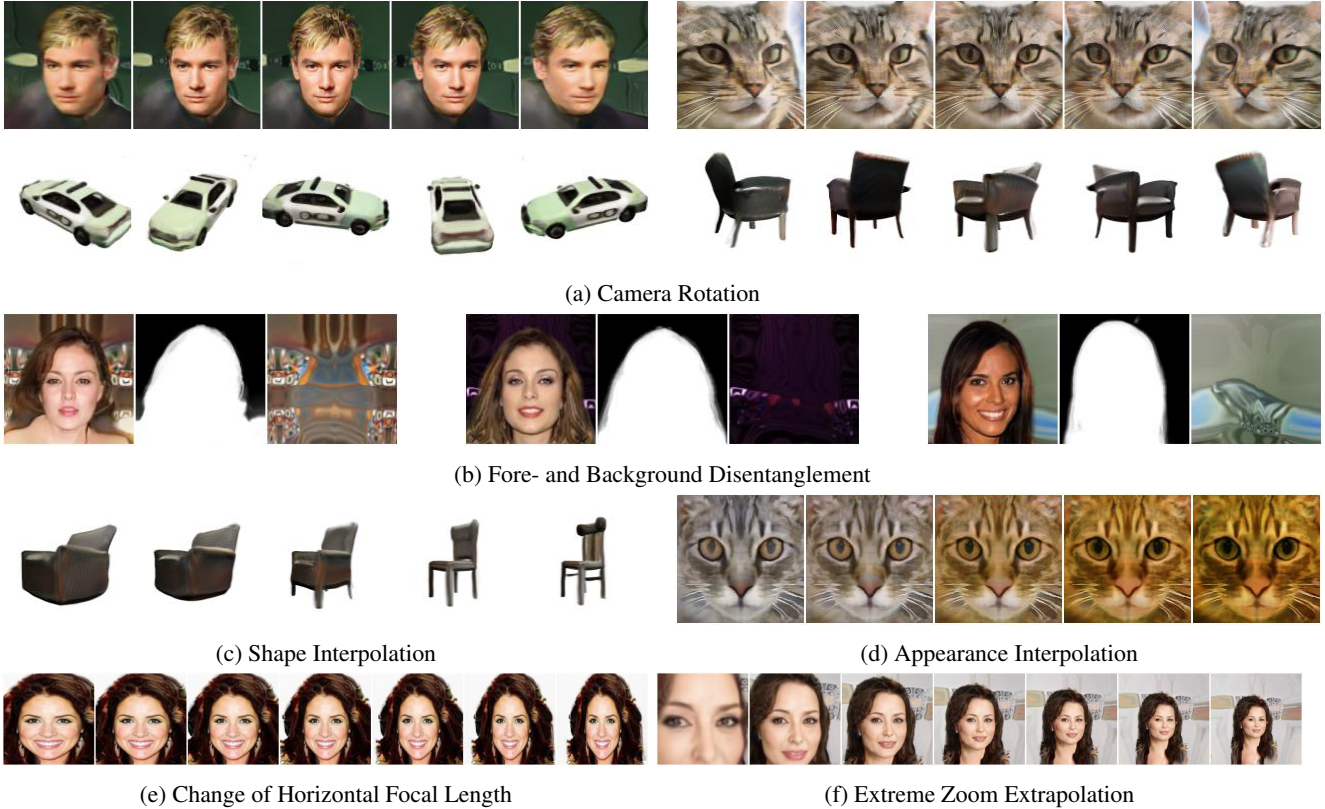 (a) Camera Rotation
(b) Fore- and Background Disentanglement
(c) Shape Interpolation
(d) Appearance Interpolation
(e) Change of Horizontal Focal Length
(f) Extreme Zoom Extrapolation